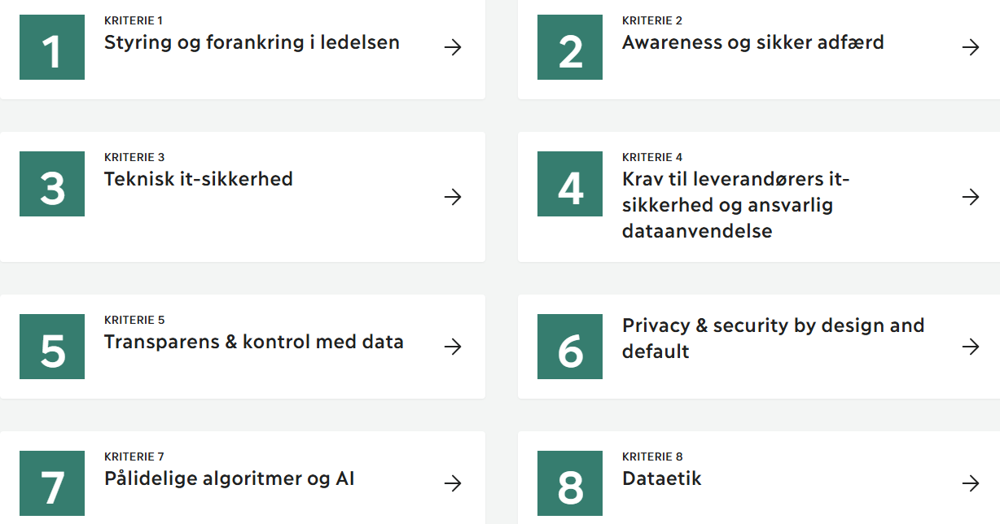 1
KRITERIE 1
Styring og forankring i ledelsen
2
KRITERIE 2
Awareness og sikker adfærd
3
KRITERIE 3
Teknisk it-sikkerhed
4
KRITERIE 4
Krav til leverandørers it-
sikkerhed og ansvarlig
dataanvendelse
5
KRITERIE 5
Transparens & kontrol med data
6
Privacy & security by design and
default
7
KRITERIE 7
Pålidelige algoritmer og AI
8
KRITERIE 8
Dataetik